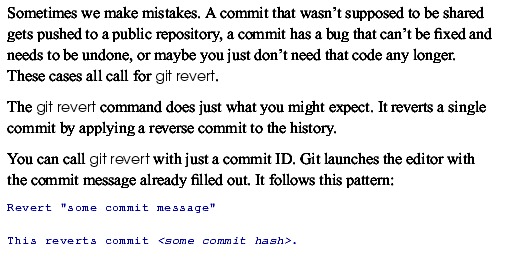 Sometimes we make mistakes. A commit that wasn’t supposed to be shared
gets pushed to a public repository, a commit has a bug that can’t be fixed and
needs to be undone, or maybe you just don’t need that code any longer.
These cases all call for git revert.
The git revert command does just what you might expect. It reverts a single
commit by applying a reverse commit to the history.
You can call git revert with just a commit ID. Git launches the editor with
the commit message already filled out. It follows this pattern:
Revert "some commit message"
This reverts commit <some commit hash>.